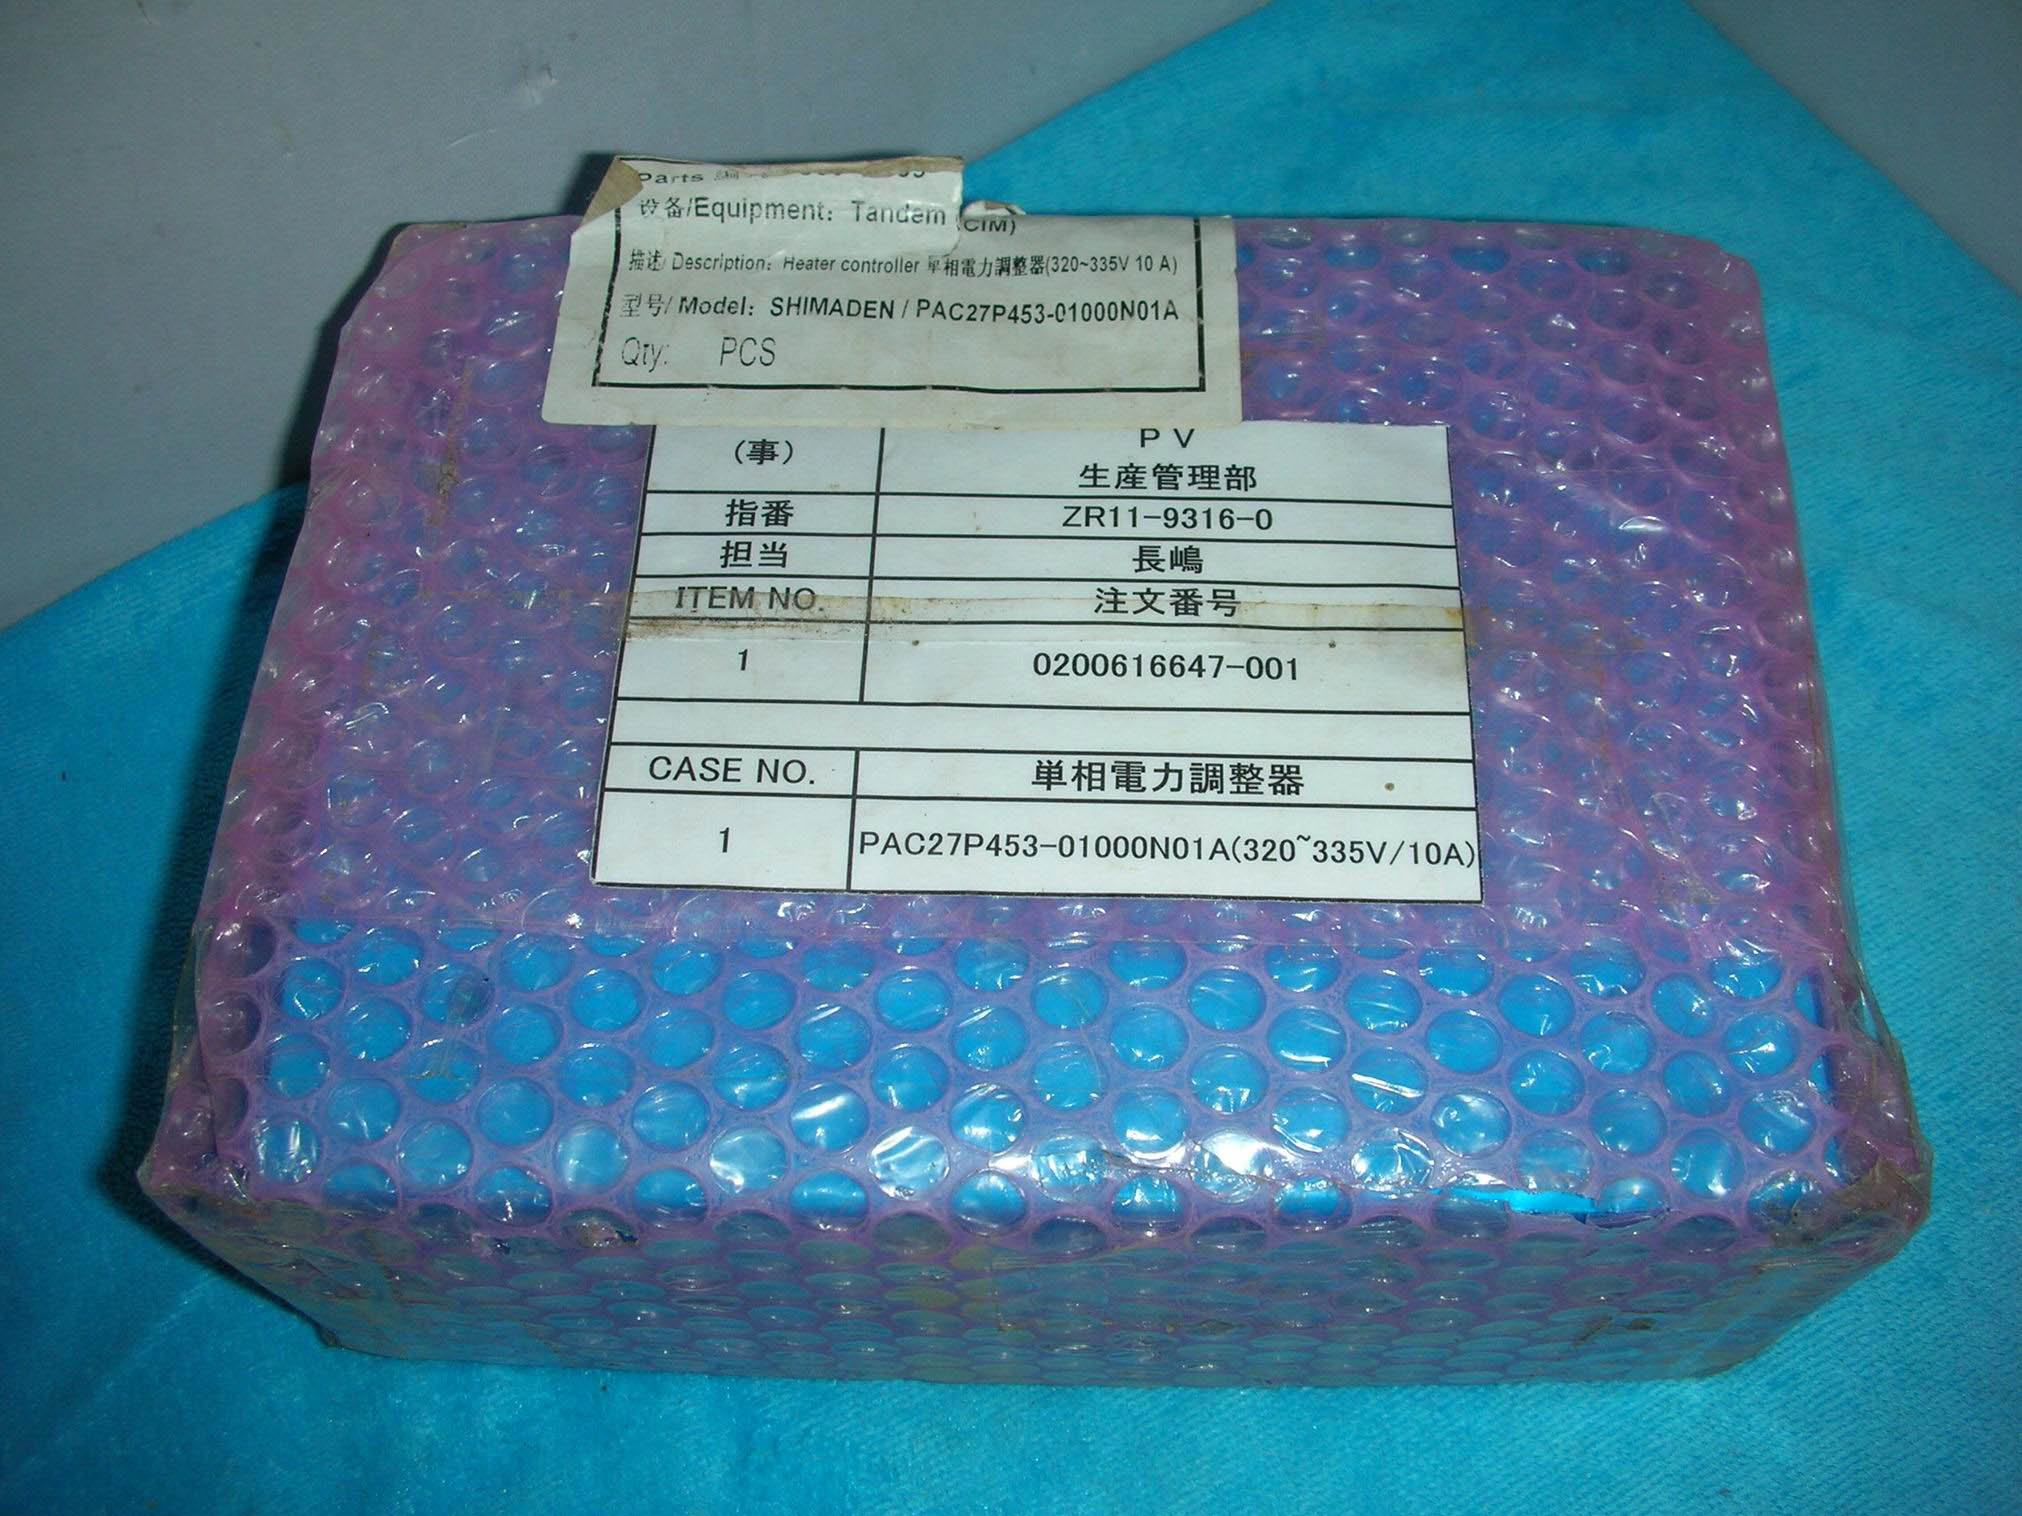 Parts
设备/Equipment: Tandem (CIM)
描述/ Description: Heater controller 单相電力調整器(320~335V 10 A)
型号/ Model: SHIMADEN / PAC27P453-01000N01A
Qty: PCS
(事) P V
生産管理部
指番 ZR11-9316-0
担当 長嶋
ITEM NO. 注文番号
1 0200616647-001
CASE NO. 単相電力調整器
1 PAC27P453-01000N01A(320~335V/10A)